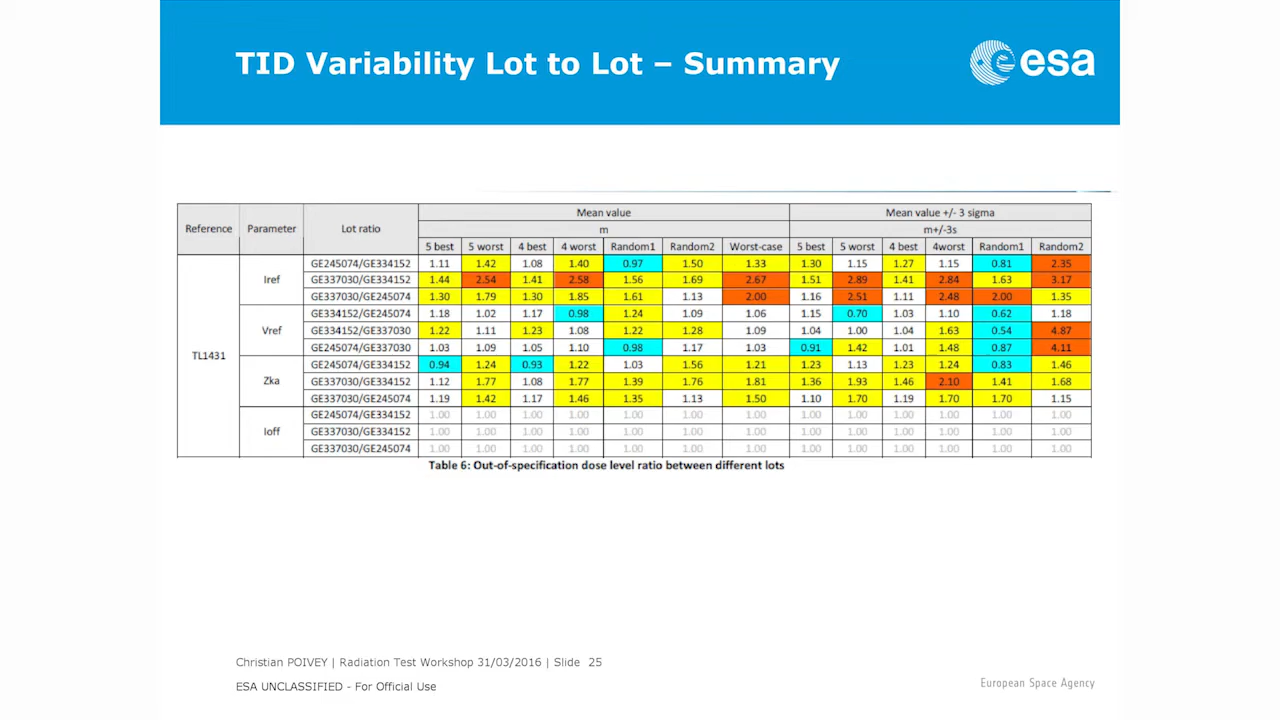 TID Variability Lot to Lot – Summary
esa
Reference Parameter Lot ratio Mean value Mean value +/- 3 sigma
m m+/-3s
5 best 5 worst 4 best 4 worst Random1 Random2 Worst-case 5 best 5 worst 4 best 4worst Random1 Random2
TL1431
Iref
GE245074/GE334152 1.11 1.42 1.08 1.40 0.97 1.50 1.33 1.30 1.15 1.27 1.15 0.81 2.35
GE337030/GE334152 1.44 2.54 1.41 2.58 1.56 1.69 2.67 1.51 2.89 1.41 2.84 1.63 3.17
GE337030/GE245074 1.30 1.79 1.30 1.85 1.61 1.13 2.00 1.16 2.51 1.11 2.48 2.00 1.35
Vref
GE334152/GE245074 1.18 1.02 1.17 0.98 1.24 1.09 1.06 1.15 0.70 1.03 1.10 0.62 1.18
GE334152/GE337030 1.22 1.11 1.23 1.08 1.22 1.28 1.09 1.04 1.00 1.04 1.63 0.54 4.87
GE245074/GE337030 1.03 1.09 1.05 1.10 0.98 1.17 1.03 0.91 1.42 1.01 1.48 0.87 4.11
Zka
GE245074/GE334152 0.94 1.24 0.93 1.22 1.03 1.56 1.21 1.23 1.13 1.23 1.24 0.83 1.46
GE337030/GE334152 1.12 1.77 1.08 1.77 1.39 1.76 1.81 1.36 1.93 1.46 2.10 1.41 1.68
GE337030/GE245074 1.19 1.42 1.17 1.46 1.35 1.13 1.50 1.10 1.70 1.19 1.70 1.70 1.15
Ioff
GE245074/GE334152 1.00 1.00 1.00 1.00 1.00 1.00 1.00 1.00 1.00 1.00 1.00 1.00 1.00
GE337030/GE334152 1.00 1.00 1.00 1.00 1.00 1.00 1.00 1.00 1.00 1.00 1.00 1.00 1.00
GE337030/GE245074 1.00 1.00 1.00 1.00 1.00 1.00 1.00 1.00 1.00 1.00 1.00 1.00 1.00
Table 6: Out-of-specification dose level ratio between different lots
Christian POIVEY | Radiation Test Workshop 31/03/2016 | Slide 25
ESA UNCLASSIFIED - For Official Use
European Space Agency